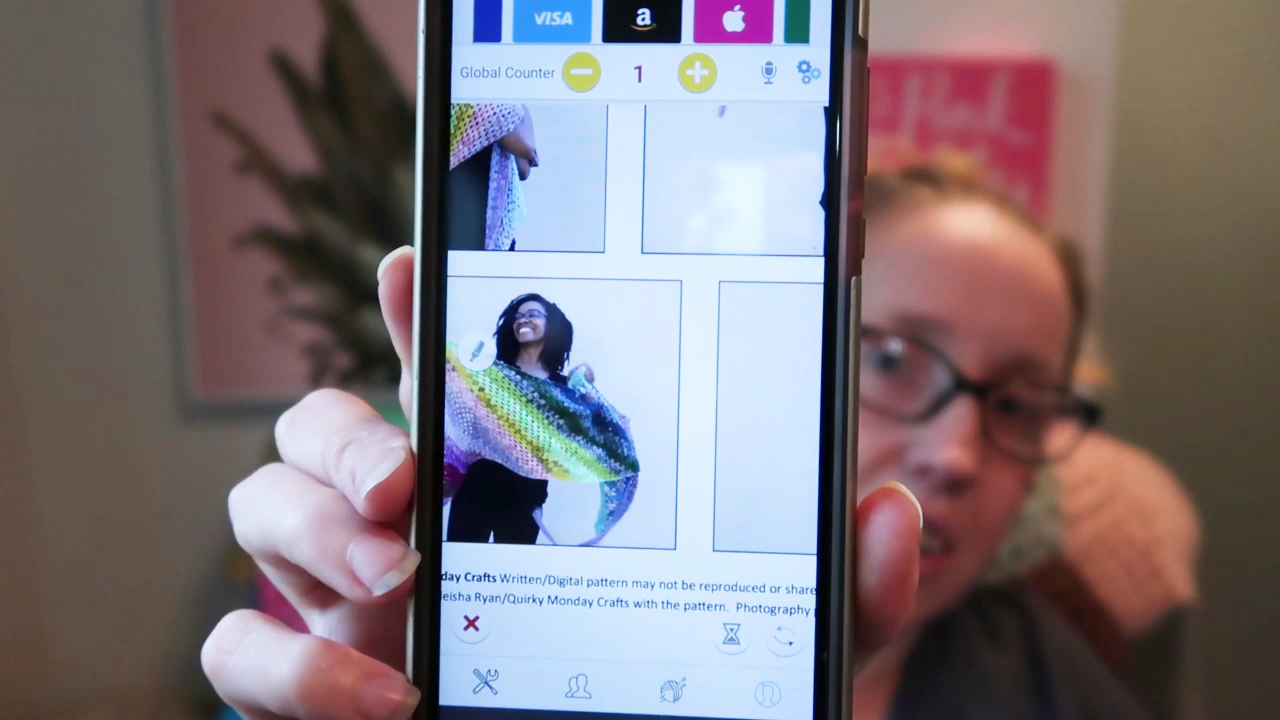 VISA a
Global Counter 1
day Crafts Written/Digital pattern may not be reproduced or share
eisha Ryan/Quirky Monday Crafts with the pattern. Photography